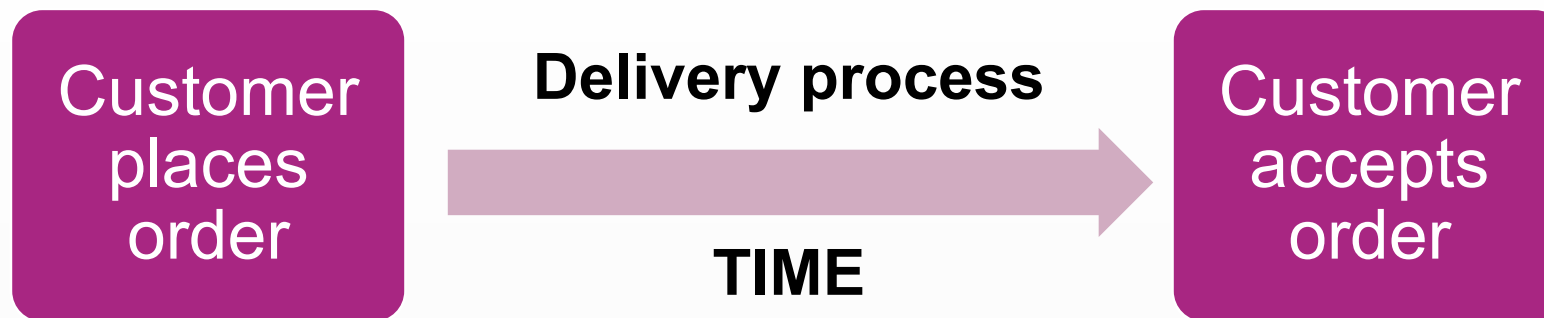 Customer
places
order
Delivery process
TIME
Customer
accepts
order